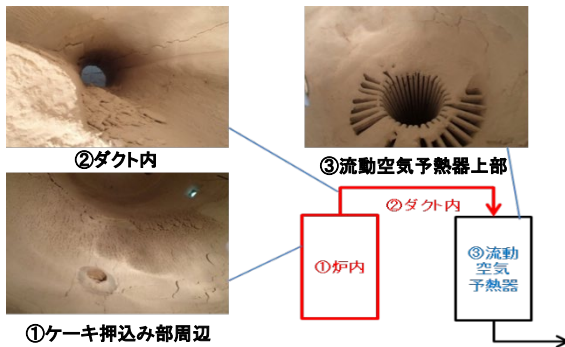 ②ダクト内
③流動空気予熱器上部
①ケーキ押込み部周辺
②ダクト内
①炉内
③流動
空気
予熱器